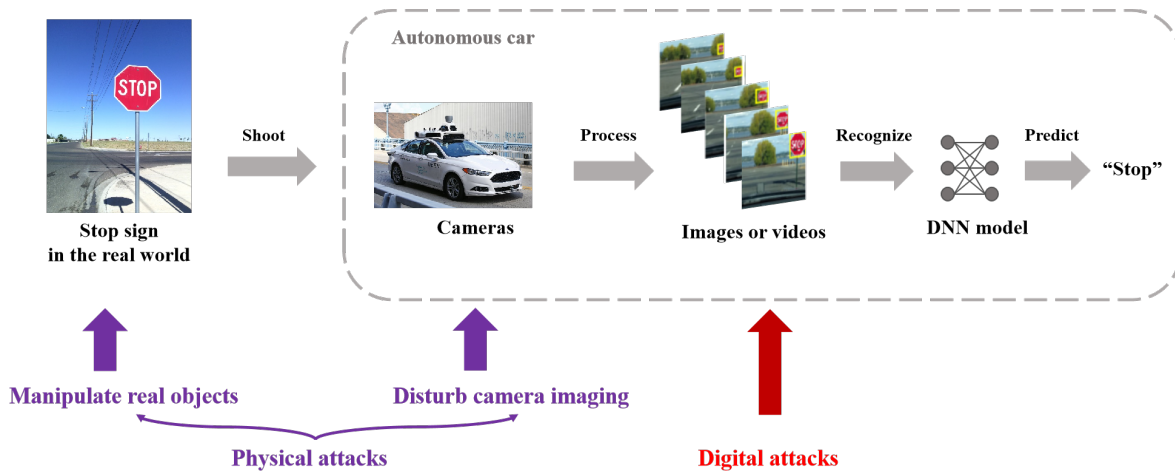 Autonomous car
STOP
Shoot
Process
Recognize
Predict
“Stop”
Stop sign
in the real world
Cameras
Images or videos
DNN model
Manipulate real objects
Disturb camera imaging
Physical attacks
Digital attacks